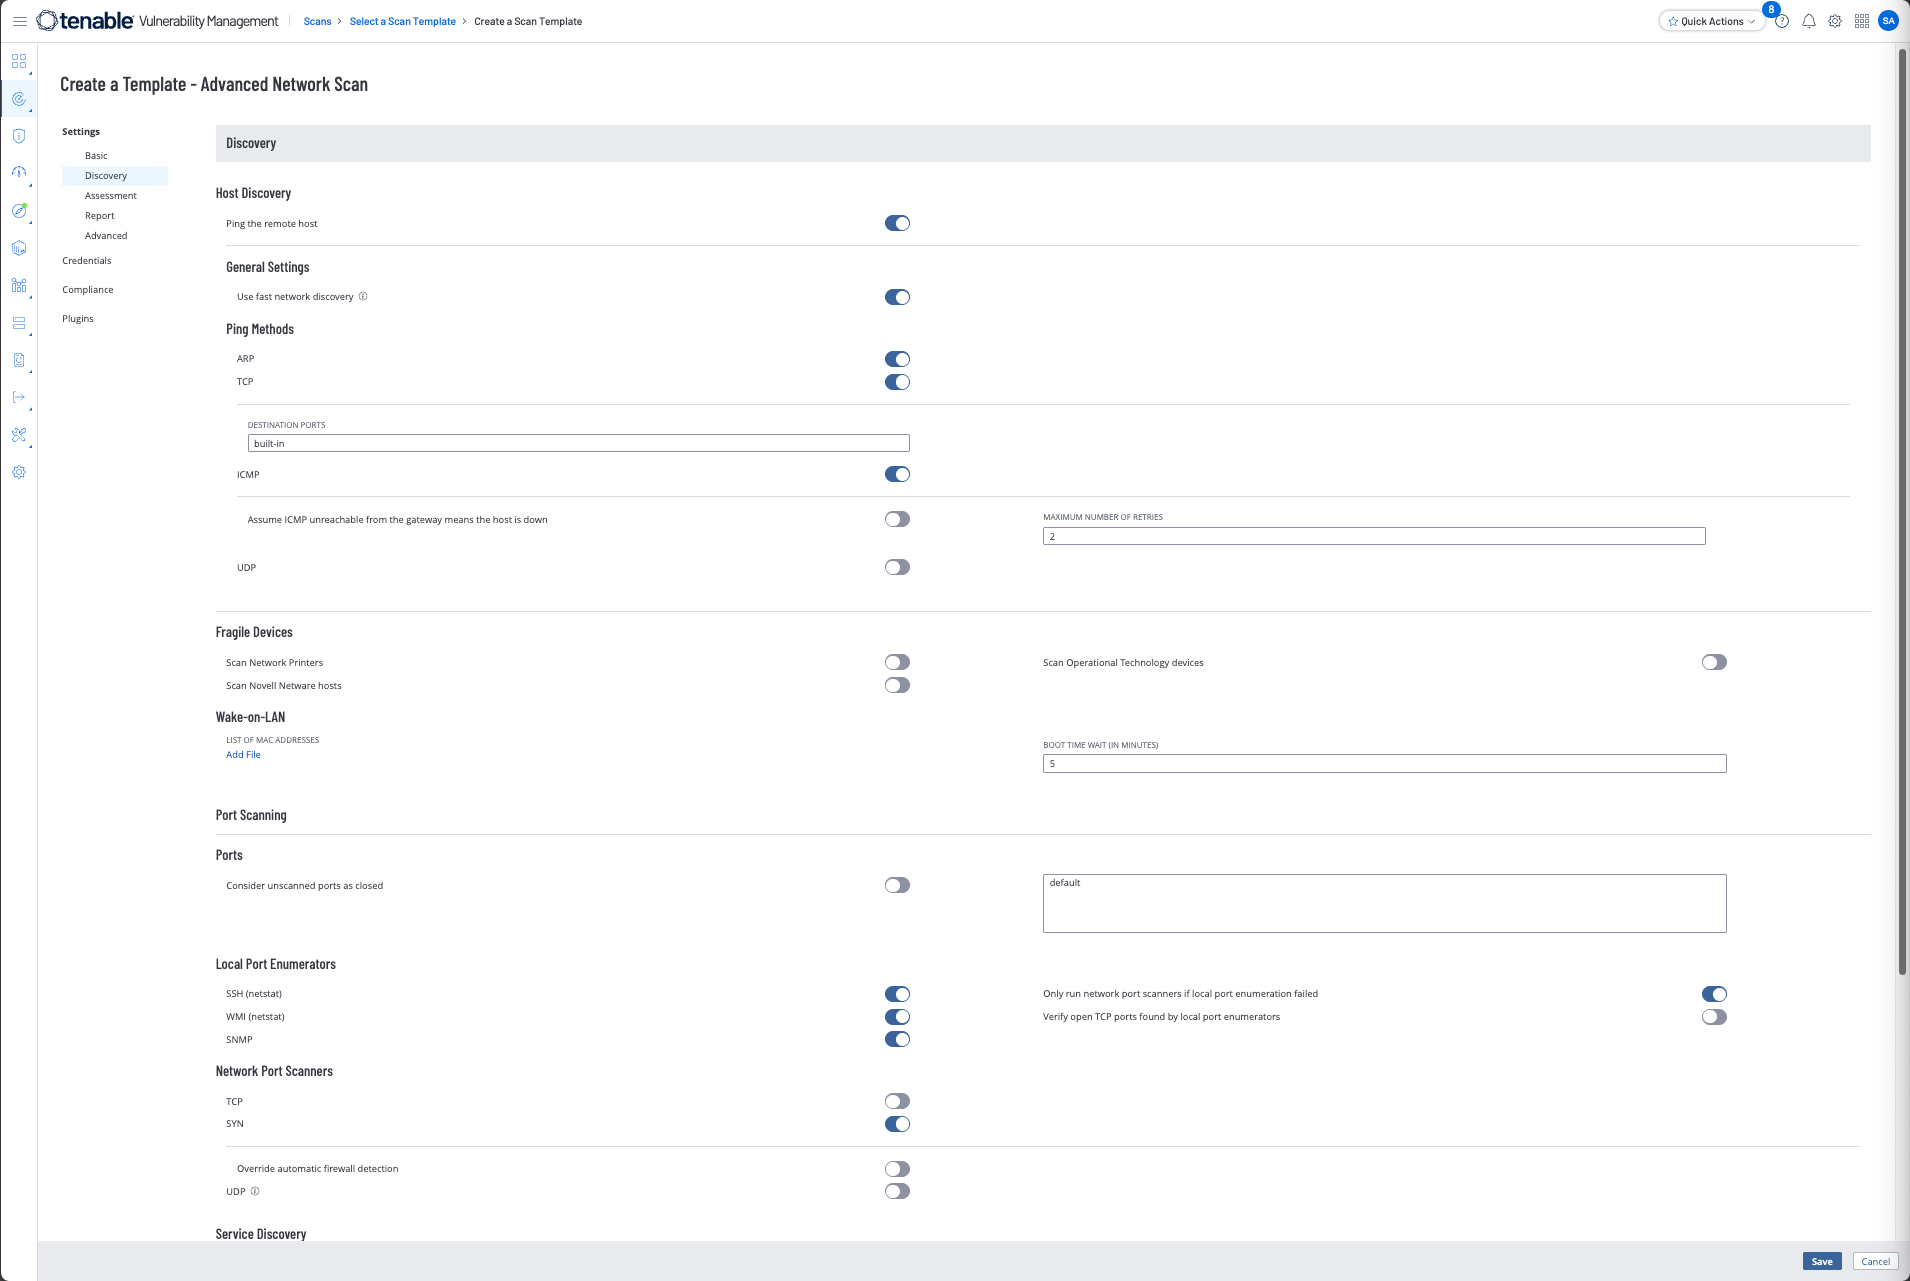 tenable Vulnerability Management
Scans > Select a Scan Template > Create a Scan Template
Quick Actions
8
?
SA
Create a Template - Advanced Network Scan
Settings
Basic
Discovery
Assessment
Report
Advanced
Credentials
Compliance
Plugins
Discovery
Host Discovery
Ping the remote host
General Settings
Use fast network discovery
Ping Methods
ARP
TCP
DESTINATION PORTS
built-in
ICMP
Assume ICMP unreachable from the gateway means the host is down
MAXIMUM NUMBER OF RETRIES
2
UDP
Fragile Devices
Scan Network Printers
Scan Operational Technology devices
Scan Novell Netware hosts
Wake-on-LAN
LIST OF MAC ADDRESSES
Add File
BOOT TIME WAIT (IN MINUTES)
5
Port Scanning
Ports
Consider unscanned ports as closed
default
Local Port Enumerators
SSH (netstat)
Only run network port scanners if local port enumeration failed
WMI (netstat)
Verify open TCP ports found by local port enumerators
SNMP
Network Port Scanners
TCP
SYN
Override automatic firewall detection
UDP
Service Discovery
Save
Cancel